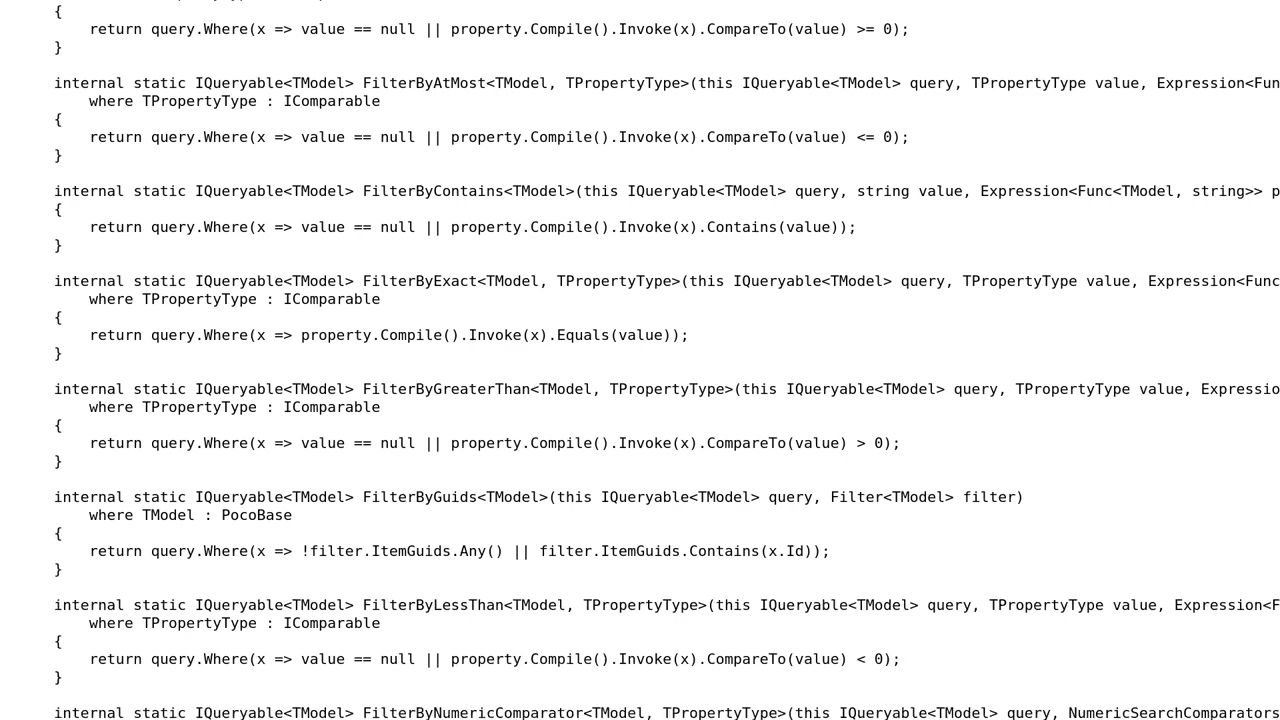 {
return query.Where(x => value == null || property.Compile().Invoke(x).CompareTo(value) >= 0);
}
internal static IQueryable<TModel> FilterByAtMost<TModel, TPropertyType>(this IQueryable<TModel> query, TPropertyType value, Expression<Fun
where TPropertyType : IComparable
{
return query.Where(x => value == null || property.Compile().Invoke(x).CompareTo(value) <= 0);
}
internal static IQueryable<TModel> FilterByContains<TModel>(this IQueryable<TModel> query, string value, Expression<Func<TModel, string>> p
{
return query.Where(x => value == null || property.Compile().Invoke(x).Contains(value));
}
internal static IQueryable<TModel> FilterByExact<TModel, TPropertyType>(this IQueryable<TModel> query, TPropertyType value, Expression<Func
where TPropertyType : IComparable
{
return query.Where(x => property.Compile().Invoke(x).Equals(value));
}
internal static IQueryable<TModel> FilterByGreaterThan<TModel, TPropertyType>(this IQueryable<TModel> query, TPropertyType value, Expressio
where TPropertyType : IComparable
{
return query.Where(x => value == null || property.Compile().Invoke(x).CompareTo(value) > 0);
}
internal static IQueryable<TModel> FilterByGuids<TModel>(this IQueryable<TModel> query, Filter<TModel> filter)
where TModel : PocoBase
{
return query.Where(x => !filter.ItemGuids.Any() || filter.ItemGuids.Contains(x.Id));
}
internal static IQueryable<TModel> FilterByLessThan<TModel, TPropertyType>(this IQueryable<TModel> query, TPropertyType value, Expression<F
where TPropertyType : IComparable
{
return query.Where(x => value == null || property.Compile().Invoke(x).CompareTo(value) < 0);
}
internal static IQueryable<TModel> FilterByNumericComparator<TModel, TPropertyType>(this IQueryable<TModel> query, NumericSearchComparators